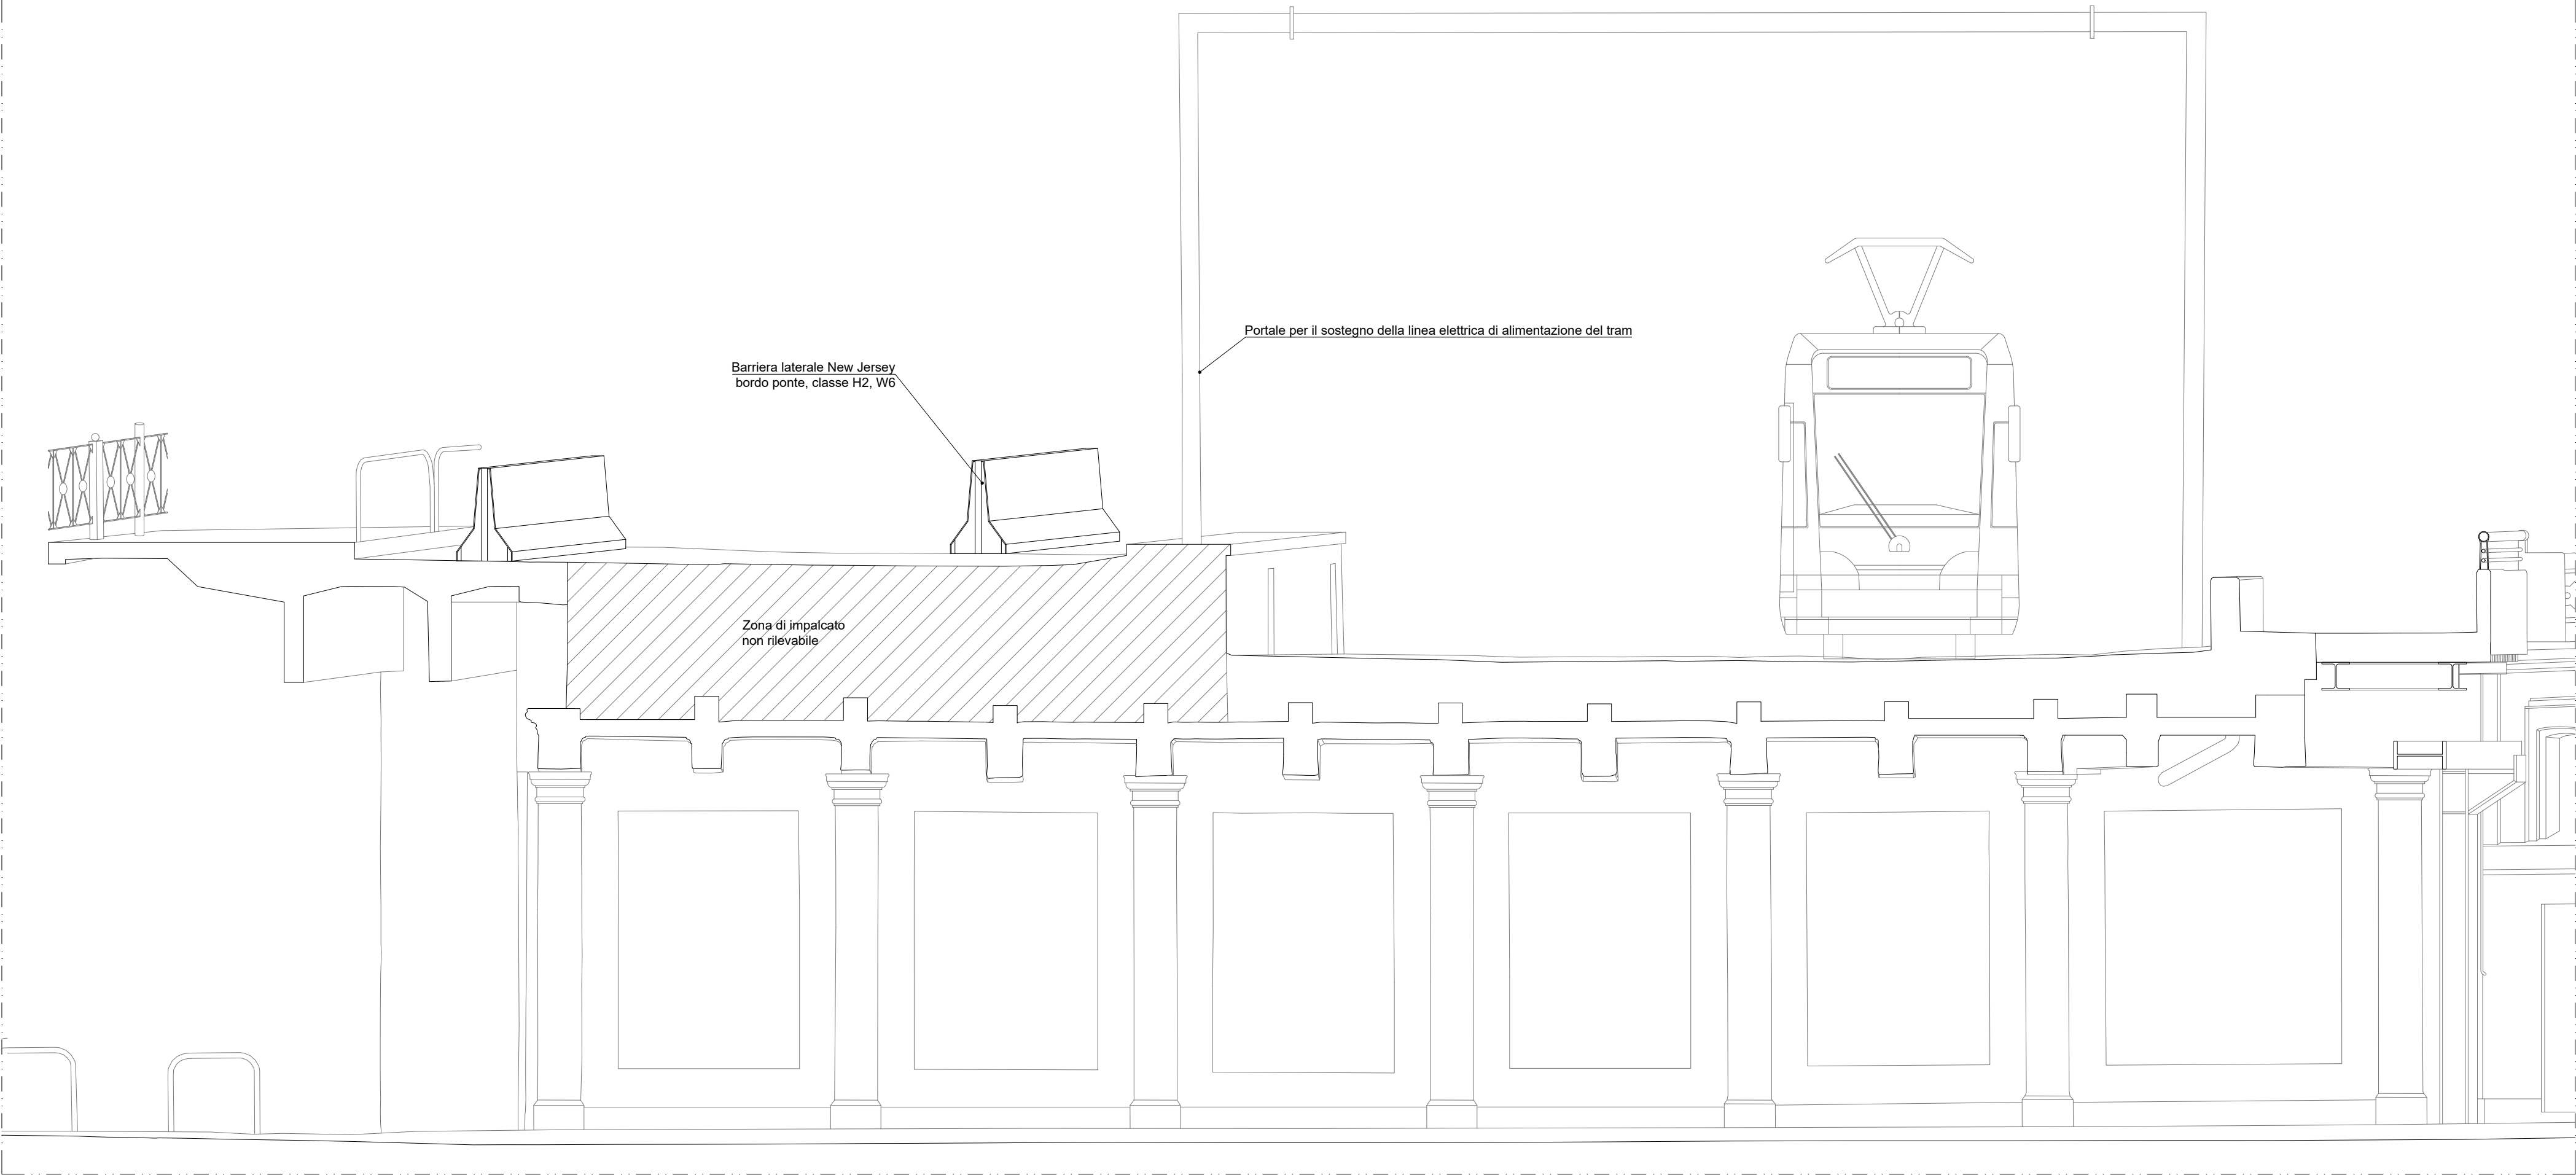 Portale per il sostegno della linea elettrica di alimentazione del tram
Barriera laterale New Jersey
bordo ponte, classe H2, W6
Zona di impalcato
non rilevabile